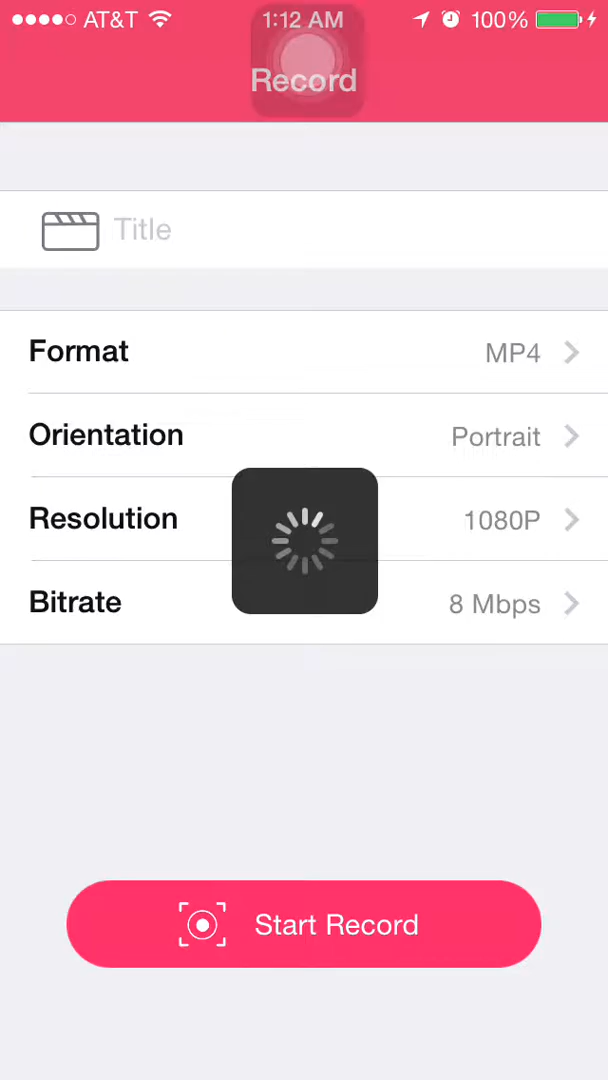 AT&T 1:12 AM 100%
Record
Title
Format MP4
Orientation Portrait
Resolution 1080P
Bitrate 8 Mbps
Start Record